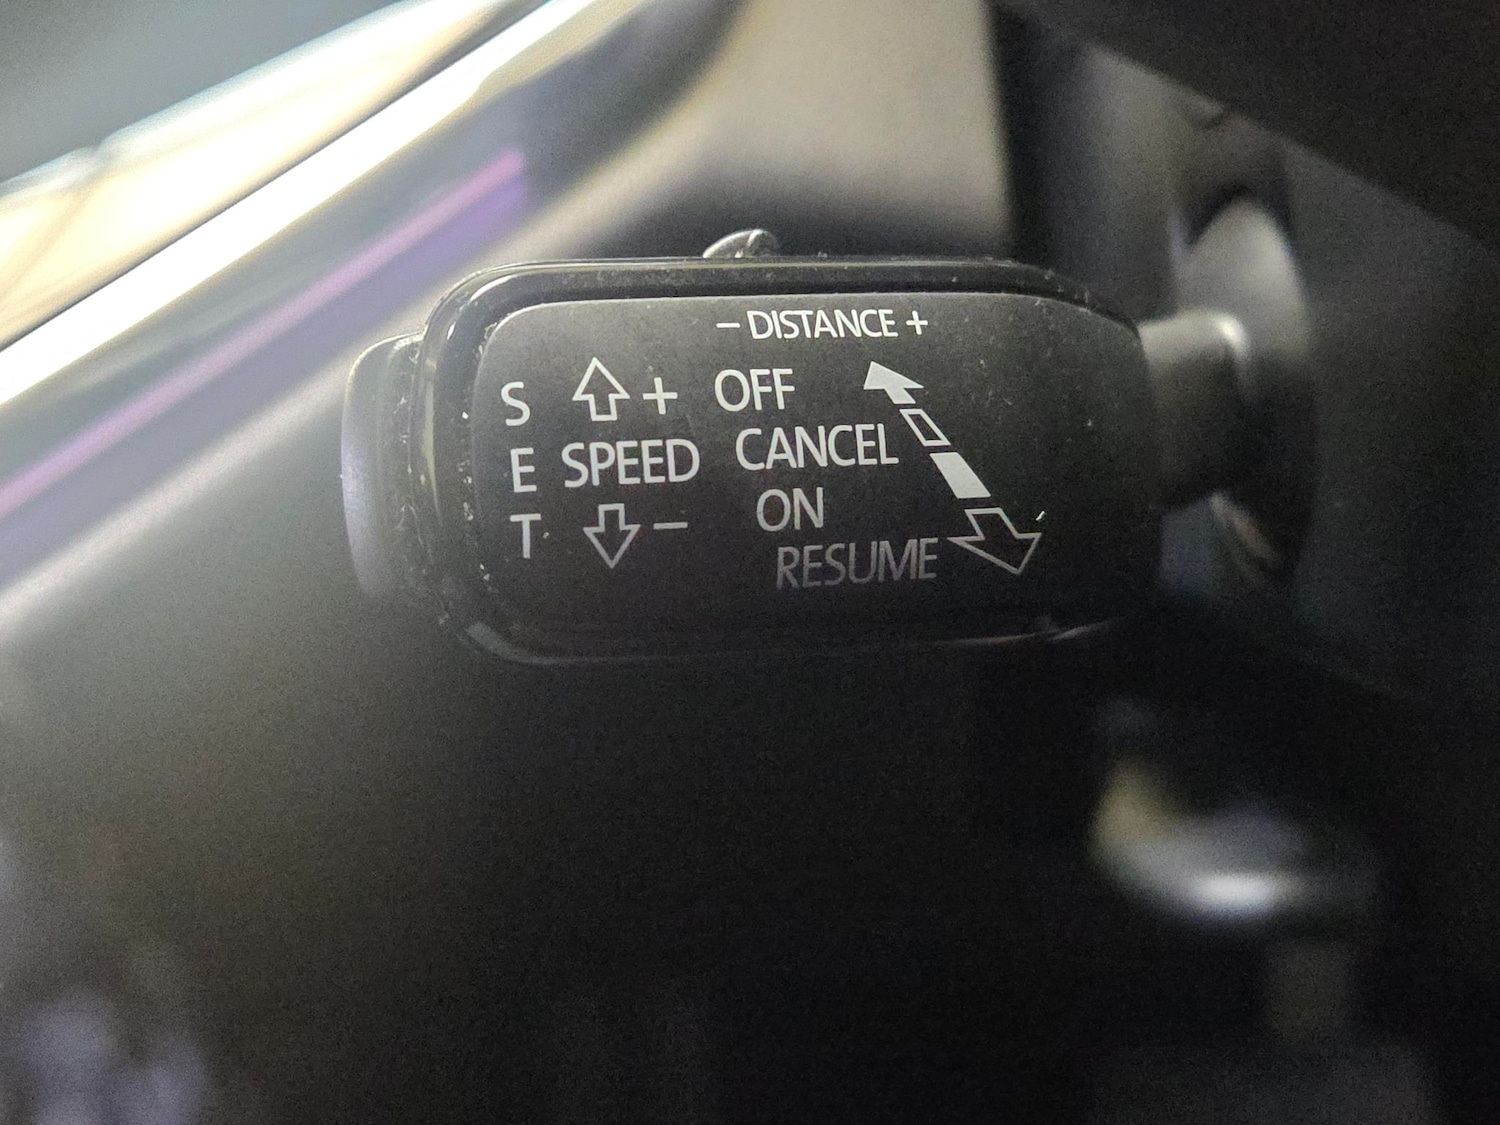 – DISTANCE +
S + OFF
E SPEED CANCEL
T – ON
RESUME